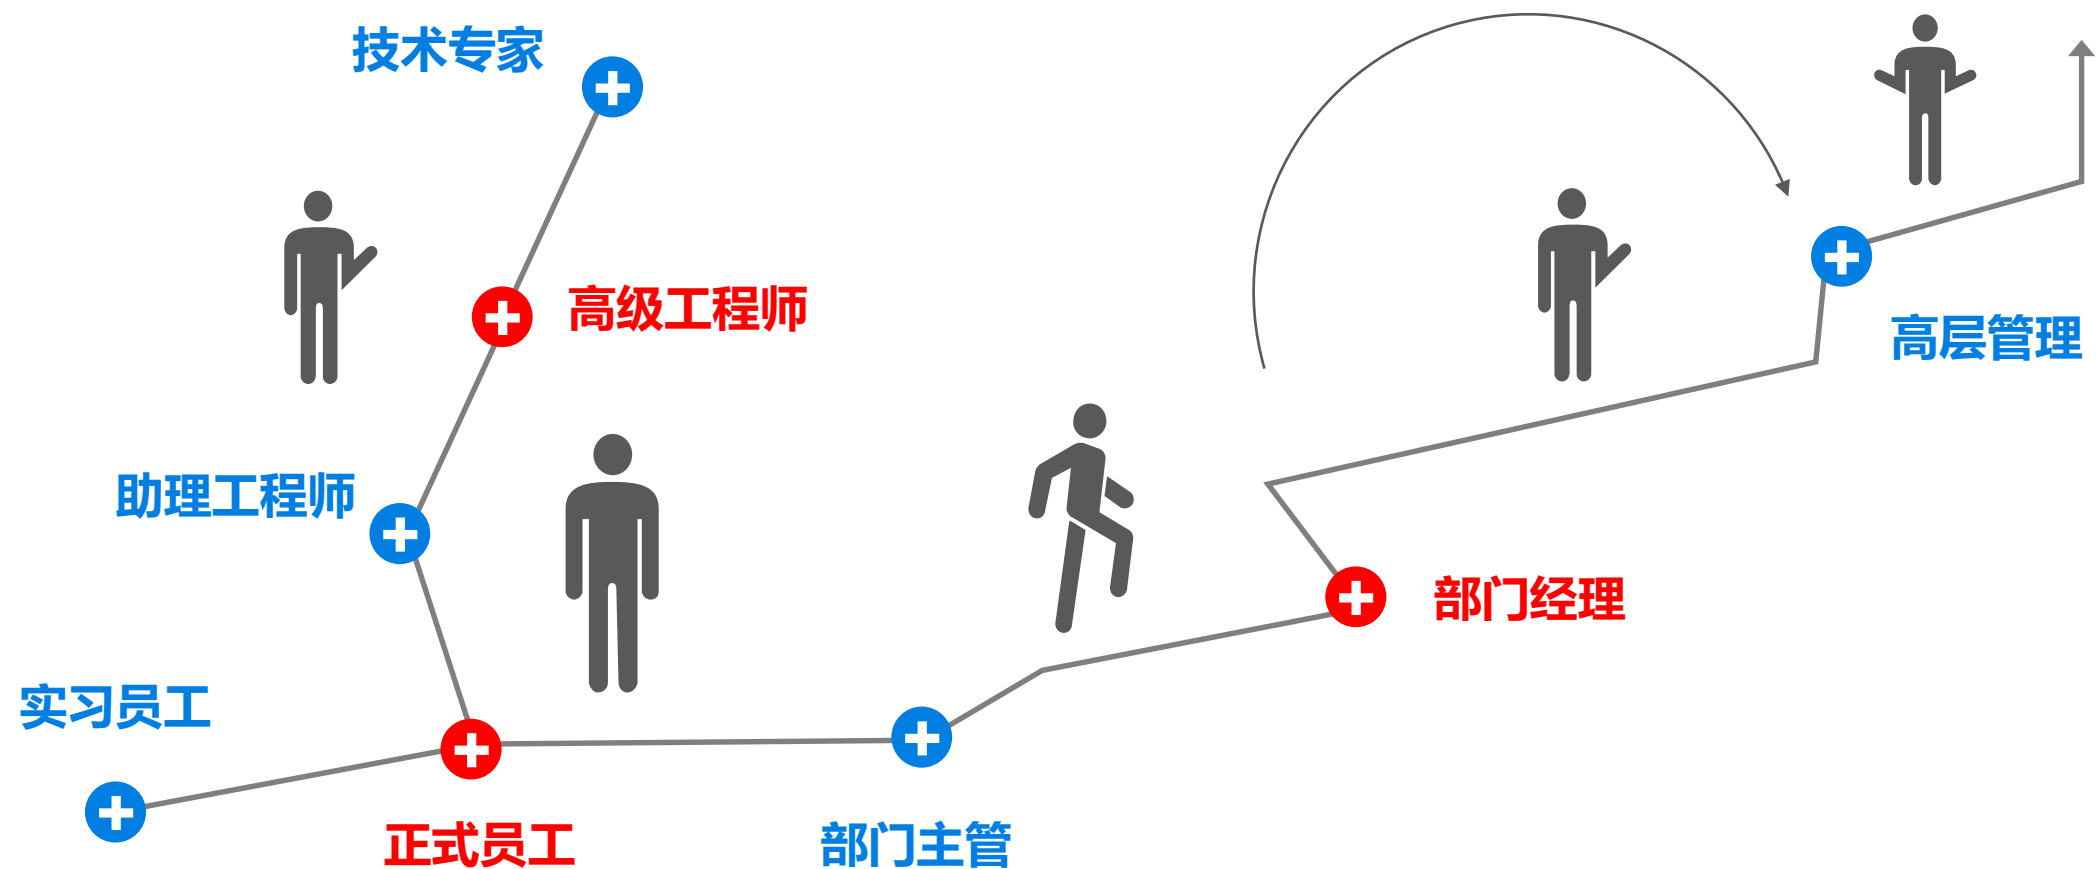 技术专家
高级工程师
高层管理
助理工程师
部门经理
实习员工
正式员工
部门主管